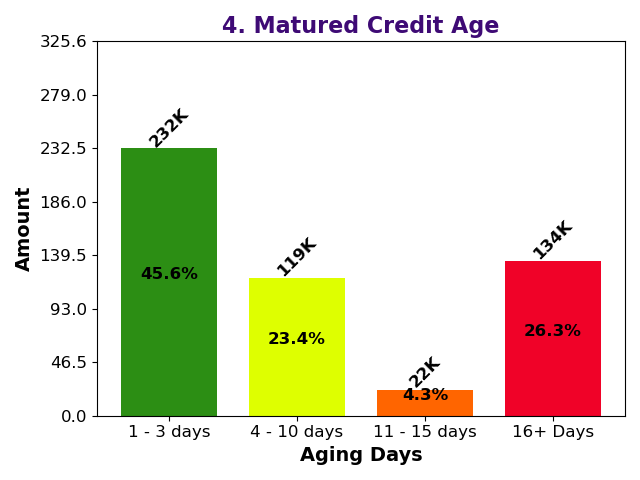 4. Matured Credit Age
Amount
325.6
279.0
232.5
186.0
139.5
93.0
46.5
0.0
232K
119K
22K
134K
45.6%
23.4%
4.3%
26.3%
1 - 3 days
4 - 10 days
11 - 15 days
16+ Days
Aging Days